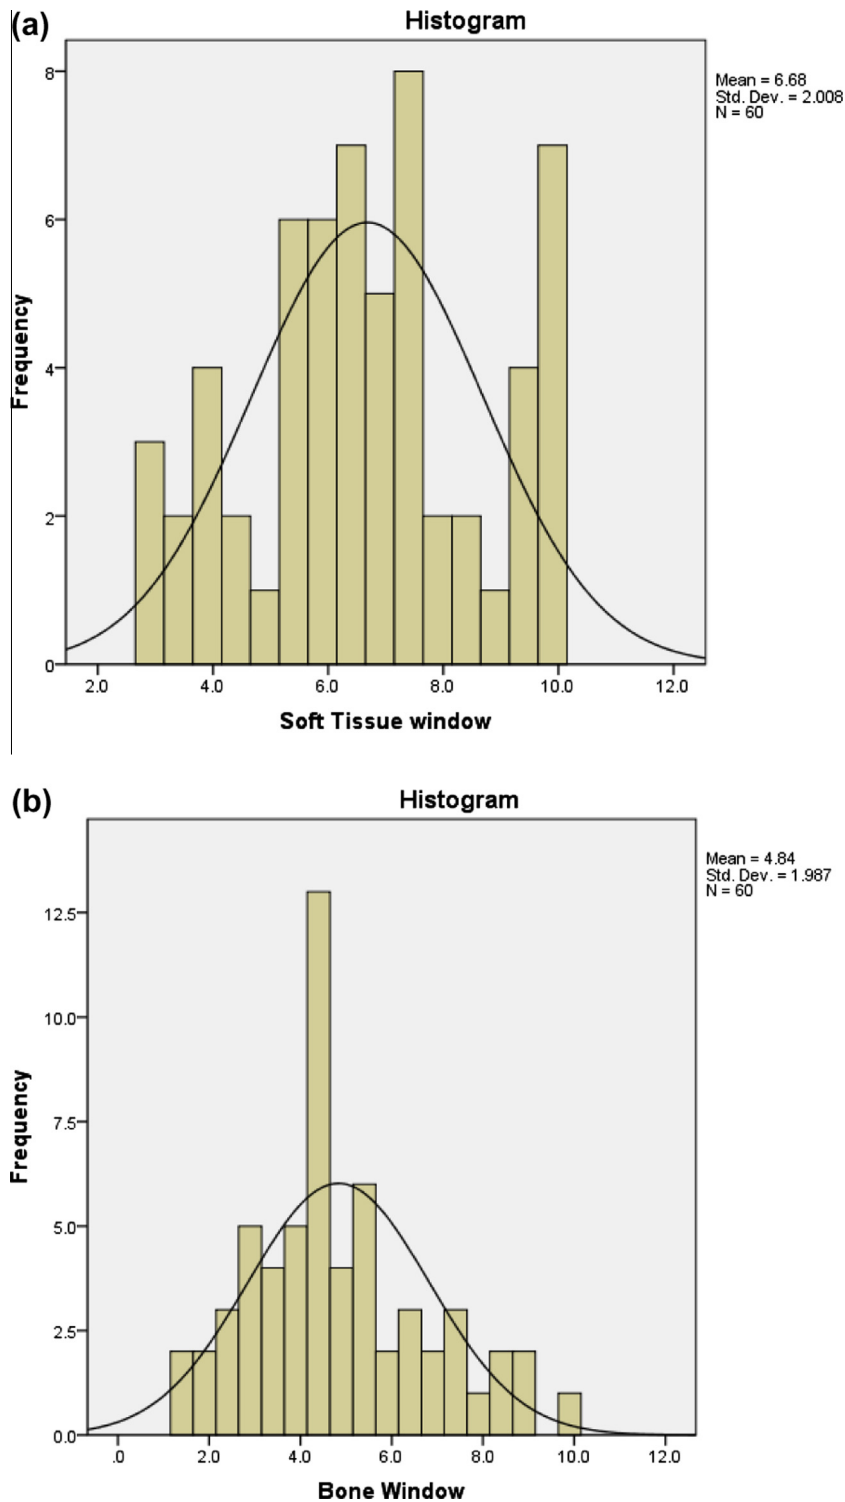 (a)
Histogram
Mean = 6.68
Std. Dev. = 2.008
N = 60
8
6
4
2
0
Frequency
2.0 4.0 6.0 8.0 10.0 12.0
Soft Tissue window
(b)
Histogram
Mean = 4.84
Std. Dev. = 1.987
N = 60
12.5
10.0
7.5
5.0
2.5
0.0
Frequency
.0 2.0 4.0 6.0 8.0 10.0 12.0
Bone Window